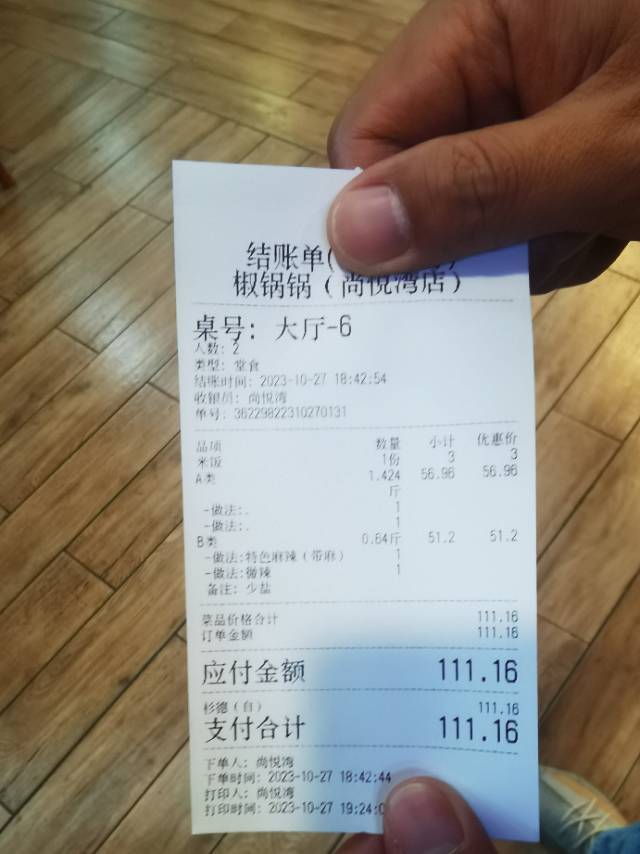 结账单(
椒锅锅（尚悦湾店）
桌号: 大厅-6
人数: 2
类型: 堂食
结账时间: 2023-10-27 18:42:54
收银员: 尚悦湾
单号: 36229822310270131
品项 数量 小计 优惠价
米饭 1份 3 3
A类 1.424斤 56.96 56.96
-做法:. 1
-做法:. 1
B类 0.64斤 51.2 51.2
-做法:特色麻辣（带麻） 1
-做法:微辣 1
备注: 少盐
菜品价格合计 111.16
订单金额 111.16
应付金额 111.16
杉德（自） 111.16
支付合计 111.16
下单人: 尚悦湾
下单时间: 2023-10-27 18:42:44
打印人: 尚悦湾
打印时间: 2023-10-27 19:24:0